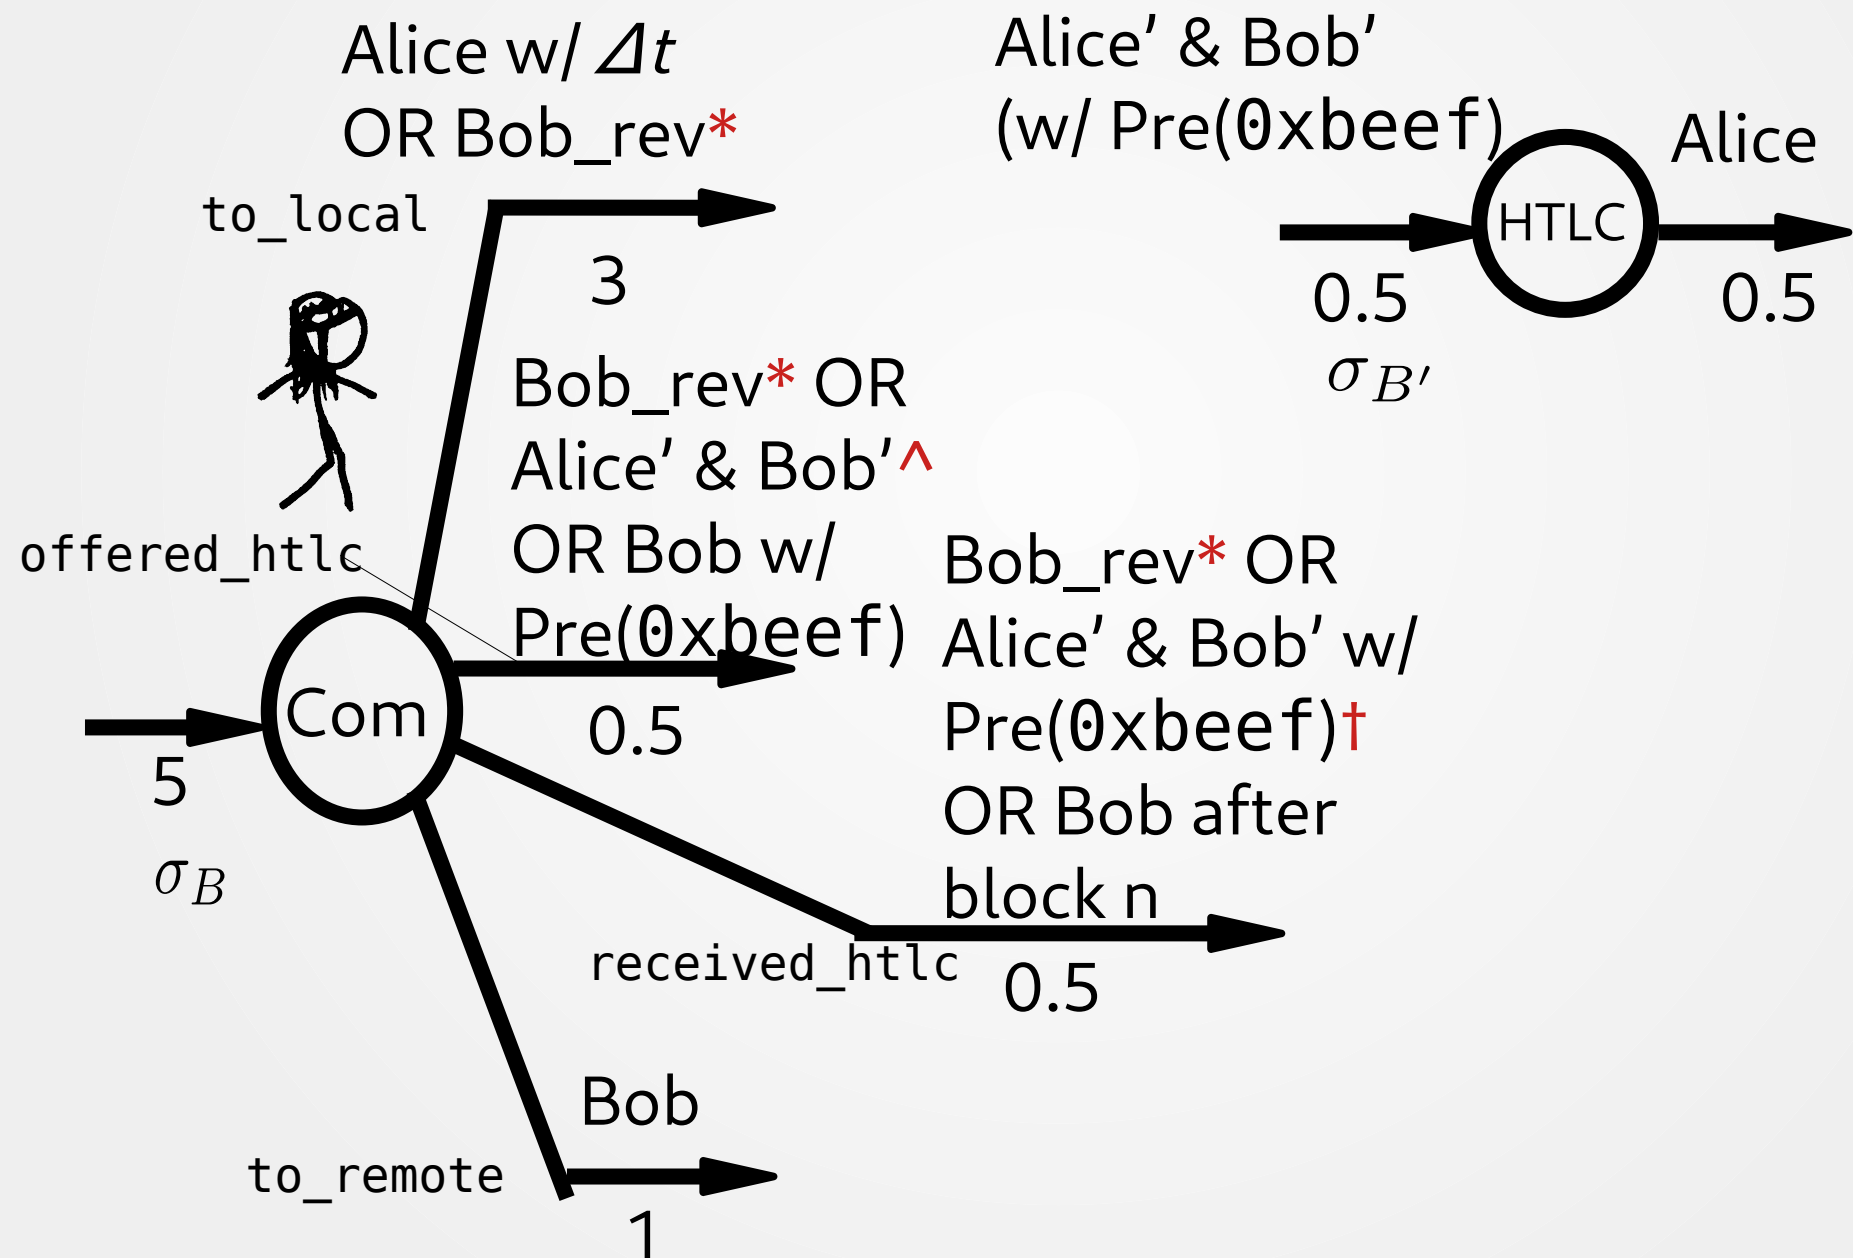 Alice w/ Δt
OR Bob_rev*
to_local
3
Alice’ & Bob’
(w/ Pre(0xbeef)
HTLC
Alice
0.5
0.5
σB′
Bob_rev* OR
Alice’ & Bob’^
OR Bob w/
Pre(0xbeef)
offered_htlc
0.5
Com
5
σB
Bob_rev* OR
Alice’ & Bob’ w/
Pre(0xbeef)†
OR Bob after
block n
received_htlc
0.5
Bob
to_remote
1